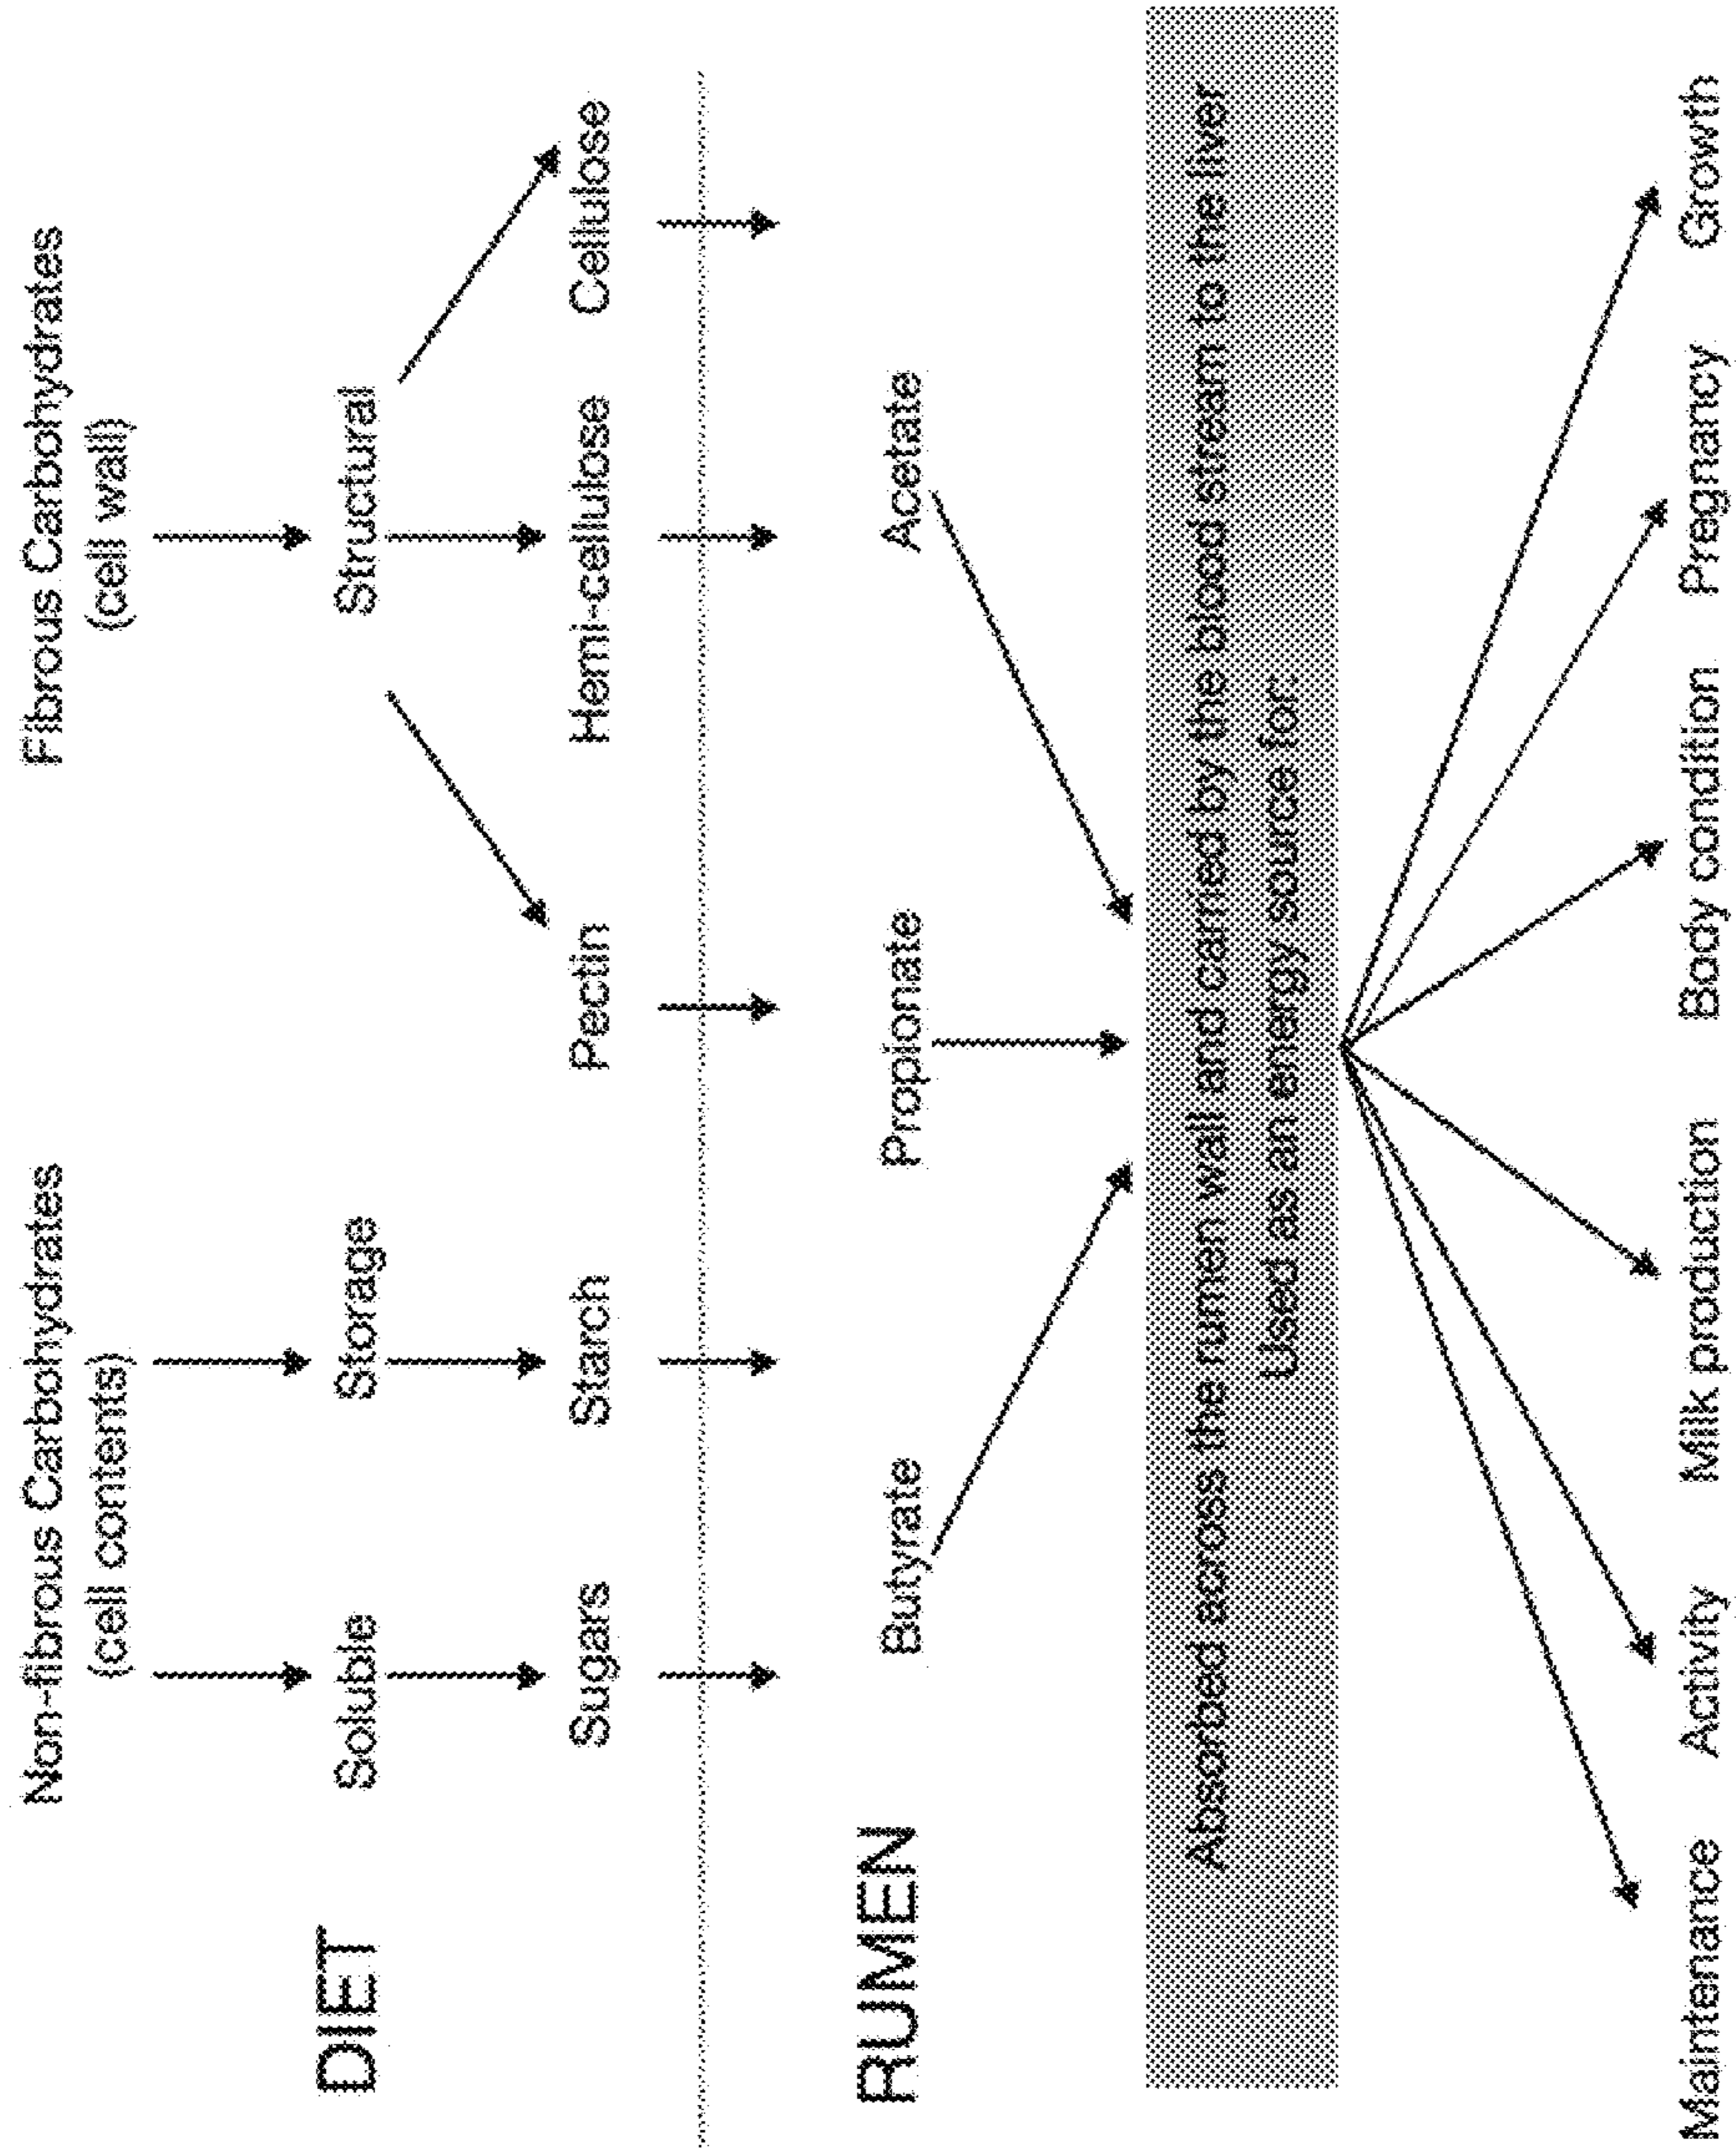 Non-fibrous Carbohydrates
(cell contents)
Fibrous Carbohydrates
(cell wall)
DIET
Soluble
Storage
Structural
Sugars
Starch
Pectin
Hemi-cellulose
Cellulose
RUMEN
Butyrate
Propionate
Acetate
Absorbed across the rumen wall and carried by the blood stream to the liver
Used as an energy source for:
Maintenance
Activity
Milk production
Body condition
Pregnancy
Growth